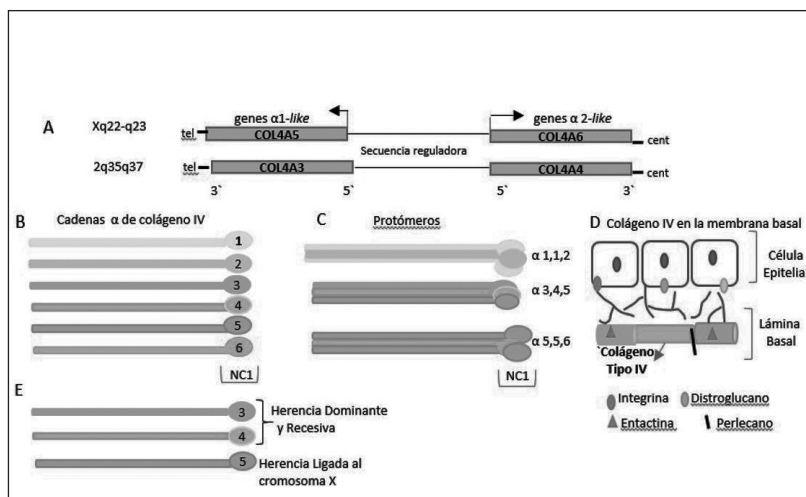 A
Xq22-q23
genes α1-like
genes α 2-like
tel
COL4A5
COL4A6
cent
Secuencia reguladora
2q35q37
tel
COL4A3
COL4A4
cent
3`
5`
5`
3`
B
Cadenas α de colágeno IV
1
2
3
4
5
6
NC1
C
Protómeros
α 1,1,2
α 3,4,5
α 5,5,6
NC1
D
Colágeno IV en la membrana basal
Célula
Epitelia
Lámina
Basal
`Colágeno
Tipo IV
Integrina
Distroglucano
Entactina
Perlecano
E
3
4
5
Herencia Dominante
y Recesiva
Herencia Ligada al
cromosoma X